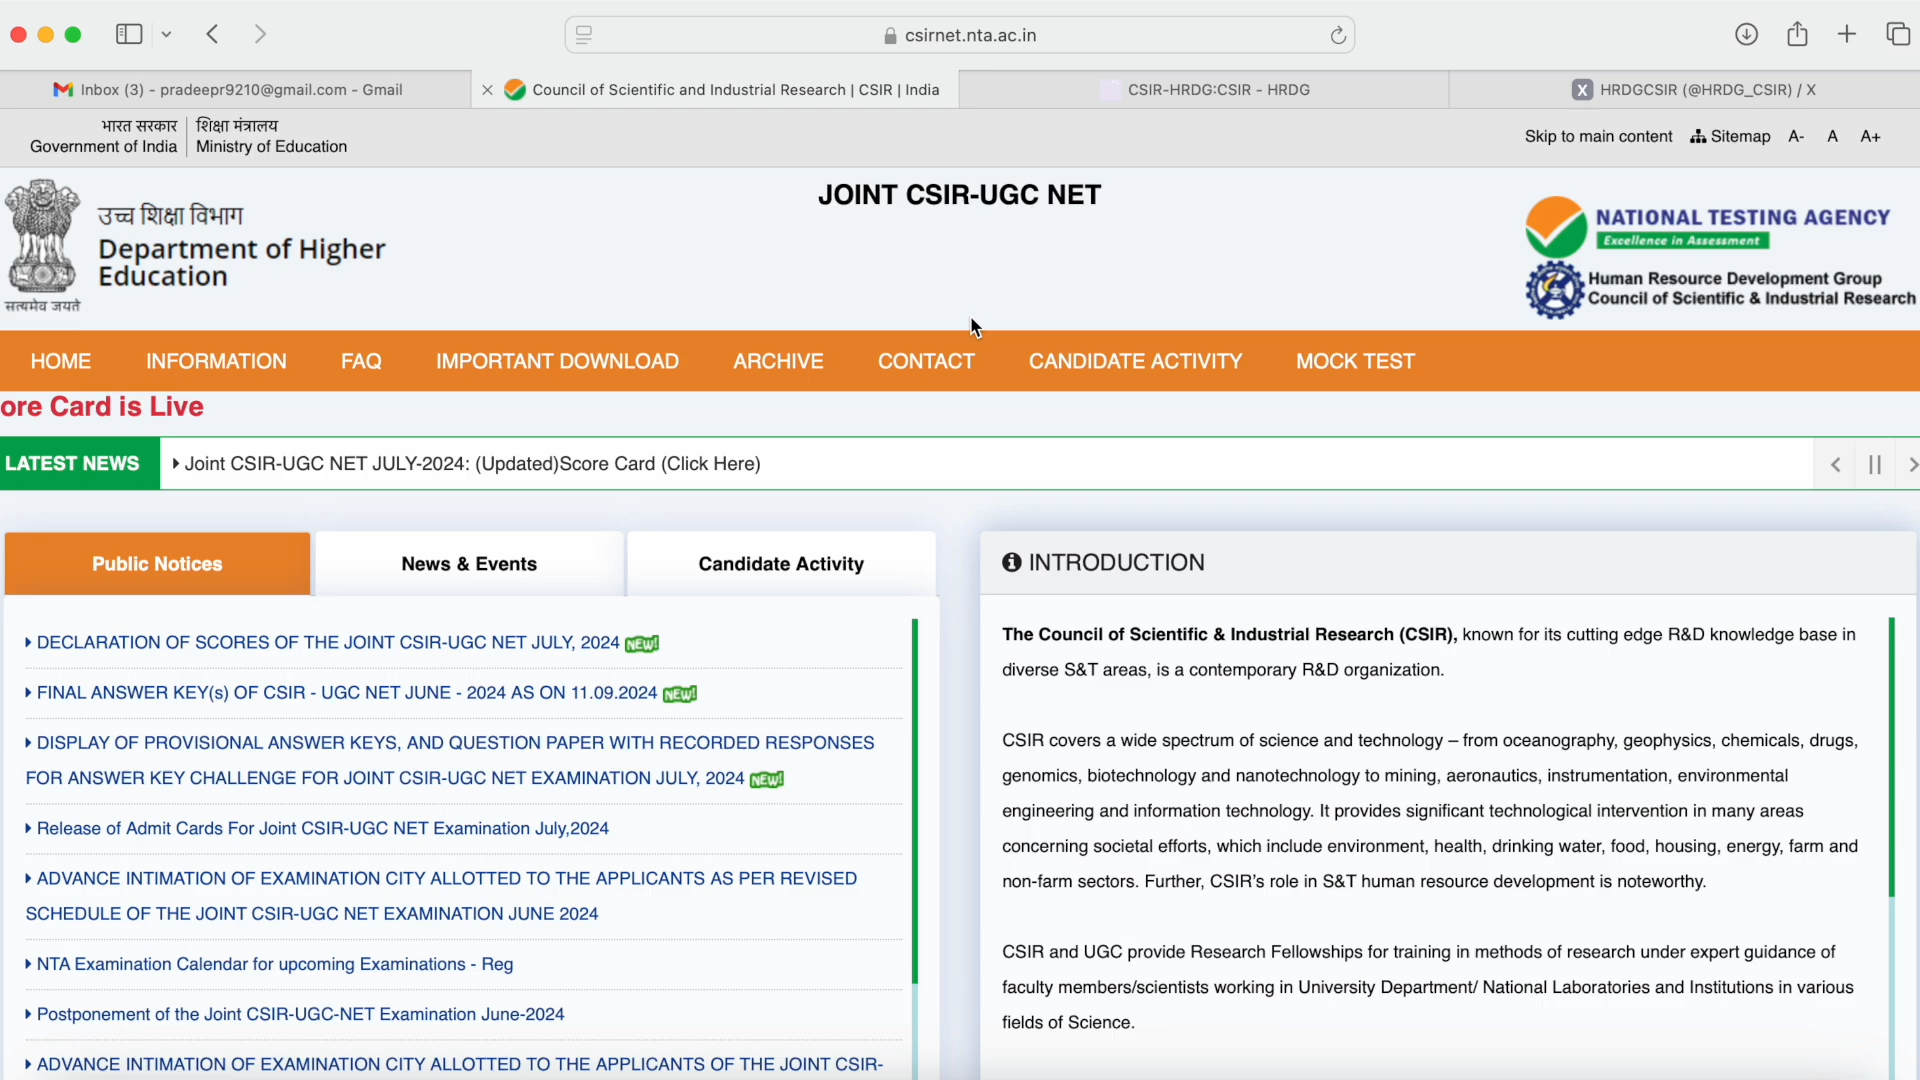 csirnet.nta.ac.in
Inbox (3) - pradeepr9210@gmail.com - Gmail
Council of Scientific and Industrial Research | CSIR | India
CSIR-HRDG:CSIR - HRDG
X HRDGCSIR (@HRDG_CSIR) / X
भारत सरकार
Government of India
शिक्षा मंत्रालय
Ministry of Education
Skip to main content
Sitemap
A-
A
A+
सत्यमेव जयते
उच्च शिक्षा विभाग
Department of Higher
Education
JOINT CSIR-UGC NET
NATIONAL TESTING AGENCY
Excellence in Assessment
Human Resource Development Group
Council of Scientific & Industrial Research
HOME INFORMATION FAQ IMPORTANT DOWNLOAD ARCHIVE CONTACT CANDIDATE ACTIVITY MOCK TEST
ore Card is Live
LATEST NEWS
Joint CSIR-UGC NET JULY-2024: (Updated)Score Card (Click Here)
Public Notices
News & Events
Candidate Activity
DECLARATION OF SCORES OF THE JOINT CSIR-UGC NET JULY, 2024 NEW!
FINAL ANSWER KEY(s) OF CSIR - UGC NET JUNE - 2024 AS ON 11.09.2024 NEW!
DISPLAY OF PROVISIONAL ANSWER KEYS, AND QUESTION PAPER WITH RECORDED RESPONSES
FOR ANSWER KEY CHALLENGE FOR JOINT CSIR-UGC NET EXAMINATION JULY, 2024 NEW!
Release of Admit Cards For Joint CSIR-UGC NET Examination July,2024
ADVANCE INTIMATION OF EXAMINATION CITY ALLOTTED TO THE APPLICANTS AS PER REVISED
SCHEDULE OF THE JOINT CSIR-UGC NET EXAMINATION JUNE 2024
NTA Examination Calendar for upcoming Examinations - Reg
Postponement of the Joint CSIR-UGC-NET Examination June-2024
ADVANCE INTIMATION OF EXAMINATION CITY ALLOTTED TO THE APPLICANTS OF THE JOINT CSIR-
INTRODUCTION
The Council of Scientific & Industrial Research (CSIR), known for its cutting edge R&D knowledge base in
diverse S&T areas, is a contemporary R&D organization.
CSIR covers a wide spectrum of science and technology – from oceanography, geophysics, chemicals, drugs,
genomics, biotechnology and nanotechnology to mining, aeronautics, instrumentation, environmental
engineering and information technology. It provides significant technological intervention in many areas
concerning societal efforts, which include environment, health, drinking water, food, housing, energy, farm and
non-farm sectors. Further, CSIR’s role in S&T human resource development is noteworthy.
CSIR and UGC provide Research Fellowships for training in methods of research under expert guidance of
faculty members/scientists working in University Department/ National Laboratories and Institutions in various
fields of Science.